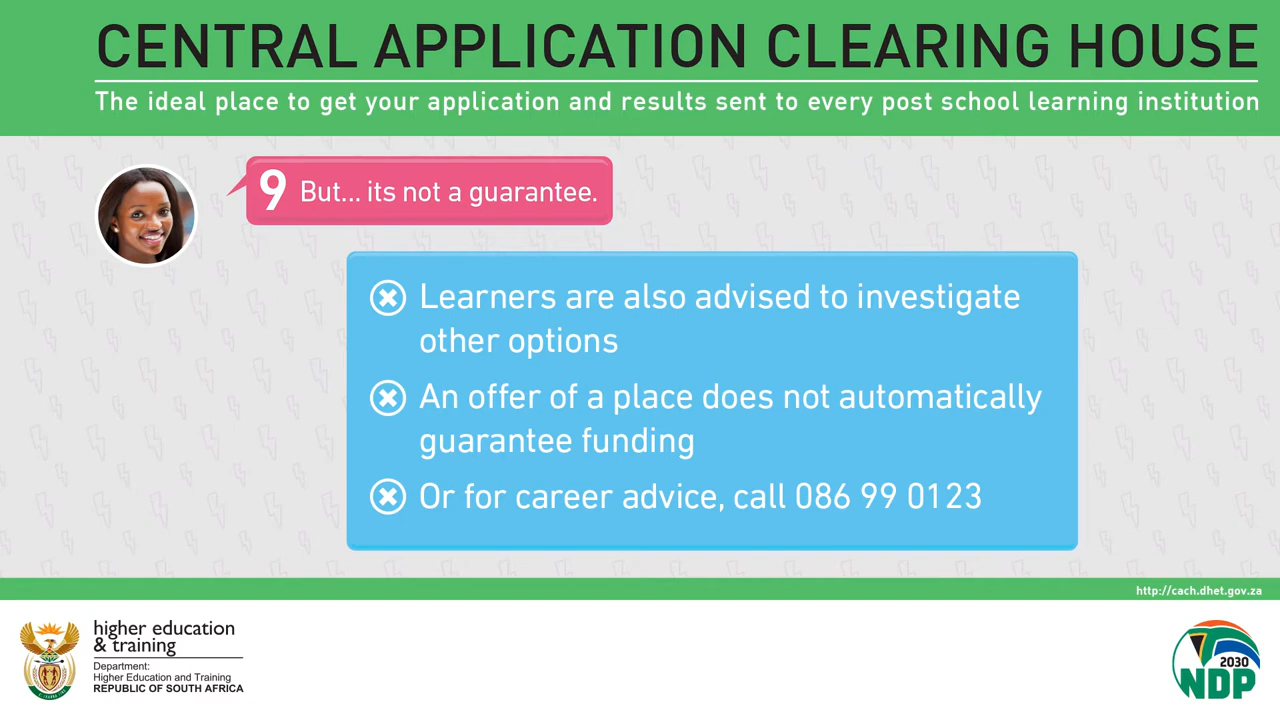 CENTRAL APPLICATION CLEARING HOUSE
The ideal place to get your application and results sent to every post school learning institution
9 But... its not a guarantee.
Learners are also advised to investigate
other options
An offer of a place does not automatically
guarantee funding
Or for career advice, call 086 99 0123
http://cach.dhet.gov.za
higher education
& training
Department:
Higher Education and Training
REPUBLIC OF SOUTH AFRICA
2030
NDP